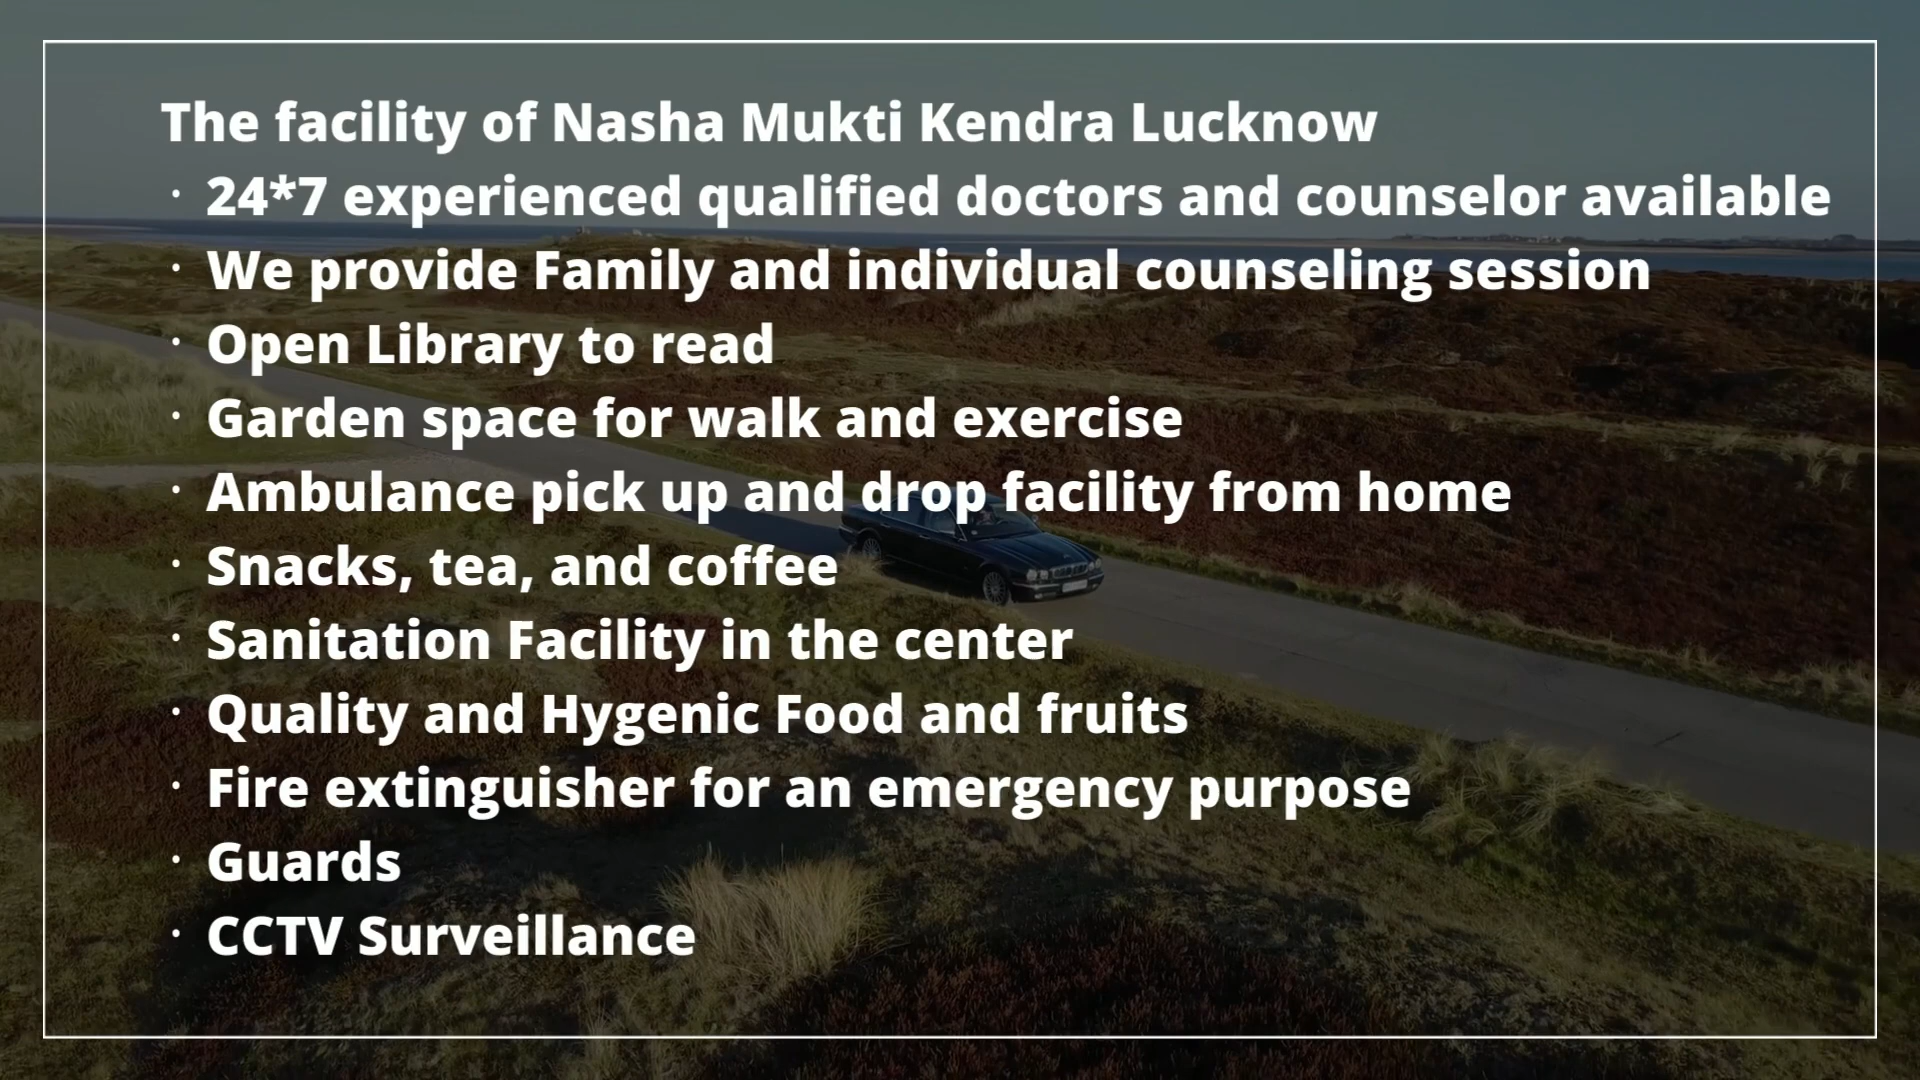 The facility of Nasha Mukti Kendra Lucknow
· 24*7 experienced qualified doctors and counselor available
· We provide Family and individual counseling session
· Open Library to read
· Garden space for walk and exercise
· Ambulance pick up and drop facility from home
· Snacks, tea, and coffee
· Sanitation Facility in the center
· Quality and Hygenic Food and fruits
· Fire extinguisher for an emergency purpose
· Guards
· CCTV Surveillance